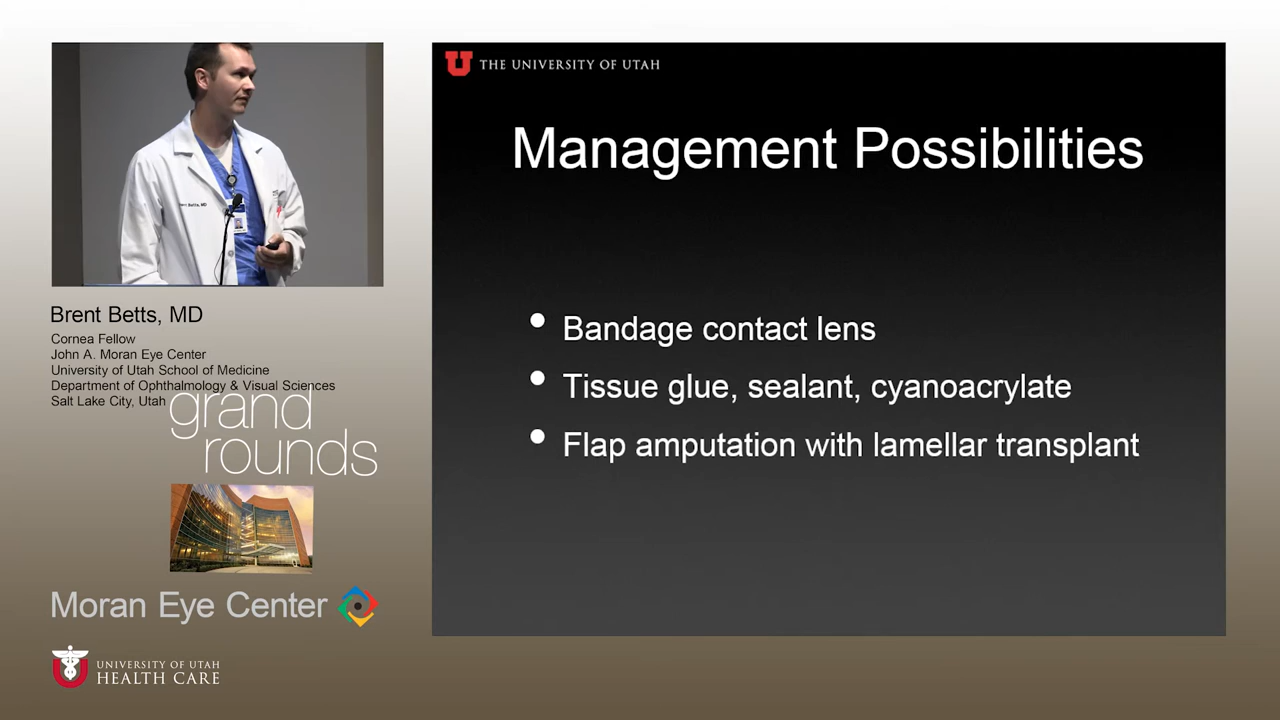 THE UNIVERSITY OF UTAH
Management Possibilities
• Bandage contact lens
• Tissue glue, sealant, cyanoacrylate
• Flap amputation with lamellar transplant
Brent Betts, MD
Cornea Fellow
John A. Moran Eye Center
University of Utah School of Medicine
Department of Ophthalmology & Visual Sciences
Salt Lake City, Utah
grand
rounds
Moran Eye Center
UNIVERSITY OF UTAH
HEALTH CARE